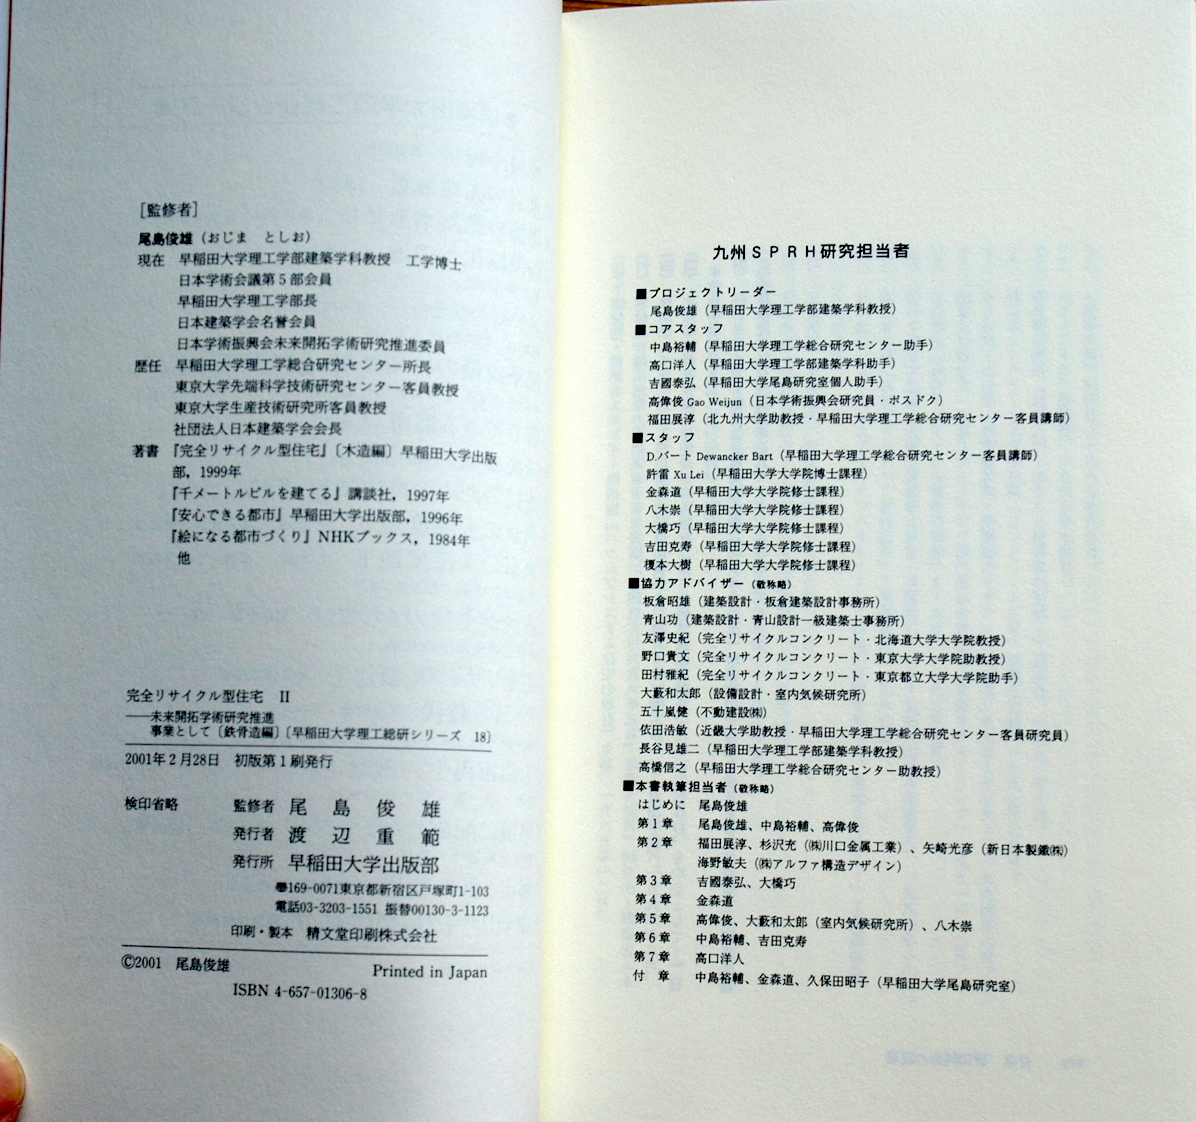 ［監修者］
尾島俊雄（おじま　としお）
現在　早稲田大学理工学部建築学科教授　工学博士
日本学術会議第５部会員
早稲田大学理工学部長
日本建築学会名誉会員
日本学術振興会未来開拓学術研究推進委員
歴任　早稲田大学理工学総合研究センター所長
東京大学先端科学技術研究センター客員教授
東京大学生産技術研究所客員教授
社団法人日本建築学会会長
著書　『完全リサイクル型住宅』〔木造編〕早稲田大学出版
部，1999年
『千メートルビルを建てる』講談社，1997年
『安心できる都市』早稲田大学出版部，1996年
『絵になる都市づくり』NHKブックス，1984年
他
完全リサイクル型住宅　II
――未来開拓学術研究推進
事業として〔鉄骨造編〕〔早稲田大学理工総研シリーズ　18〕
2001年２月28日　初版第１刷発行
検印省略　監修者　尾島俊雄
発行者　渡辺重範
発行所　早稲田大学出版部
〠169-0071東京都新宿区戸塚町1-103
電話03-3203-1551　振替00130-3-1123
印刷・製本　精文堂印刷株式会社
©2001　尾島俊雄　Printed in Japan
ISBN 4-657-01306-8
九州ＳＰＲＨ研究担当者
■プロジェクトリーダー
尾島俊雄（早稲田大学理工学部建築学科教授）
■コアスタッフ
中島裕輔（早稲田大学理工学総合研究センター助手）
高口洋人（早稲田大学理工学部建築学科助手）
吉國泰弘（早稲田大学尾島研究室個人助手）
高偉俊 Gao Weijun（日本学術振興会研究員・ポスドク）
福田展淳（北九州大学助教授・早稲田大学理工学総合研究センター客員講師）
■スタッフ
D.バート Dewancker Bart（早稲田大学理工学総合研究センター客員講師）
許雷 Xu Lei（早稲田大学大学院博士課程）
金森道（早稲田大学大学院修士課程）
八木崇（早稲田大学大学院修士課程）
大橋巧（早稲田大学大学院修士課程）
吉田克寿（早稲田大学大学院修士課程）
榎本大樹（早稲田大学大学院修士課程）
■協力アドバイザー（敬称略）
板倉昭雄（建築設計・板倉建築設計事務所）
青山功（建築設計・青山設計一級建築士事務所）
友澤史紀（完全リサイクルコンクリート・北海道大学大学院教授）
野口貴文（完全リサイクルコンクリート・東京大学大学院助教授）
田村雅紀（完全リサイクルコンクリート・東京都立大学大学院助手）
大藪和太郎（設備設計・室内気候研究所）
五十嵐健（不動建設㈱）
依田浩敏（近畿大学助教授・早稲田大学理工学総合研究センター客員研究員）
長谷見雄二（早稲田大学理工学部建築学科教授）
高橋信之（早稲田大学理工学総合研究センター助教授）
■本書執筆担当者（敬称略）
はじめに　尾島俊雄
第１章　尾島俊雄、中島裕輔、高偉俊
第２章　福田展淳、杉沢充（㈱川口金属工業）、矢崎光彦（新日本製鐵㈱）
海野敏夫（㈱アルファ構造デザイン）
第３章　吉國泰弘、大橋巧
第４章　金森道
第５章　高偉俊、大藪和太郎（室内気候研究所）、八木崇
第６章　中島裕輔、吉田克寿
第７章　高口洋人
付　章　中島裕輔、金森道、久保田昭子（早稲田大学尾島研究室）